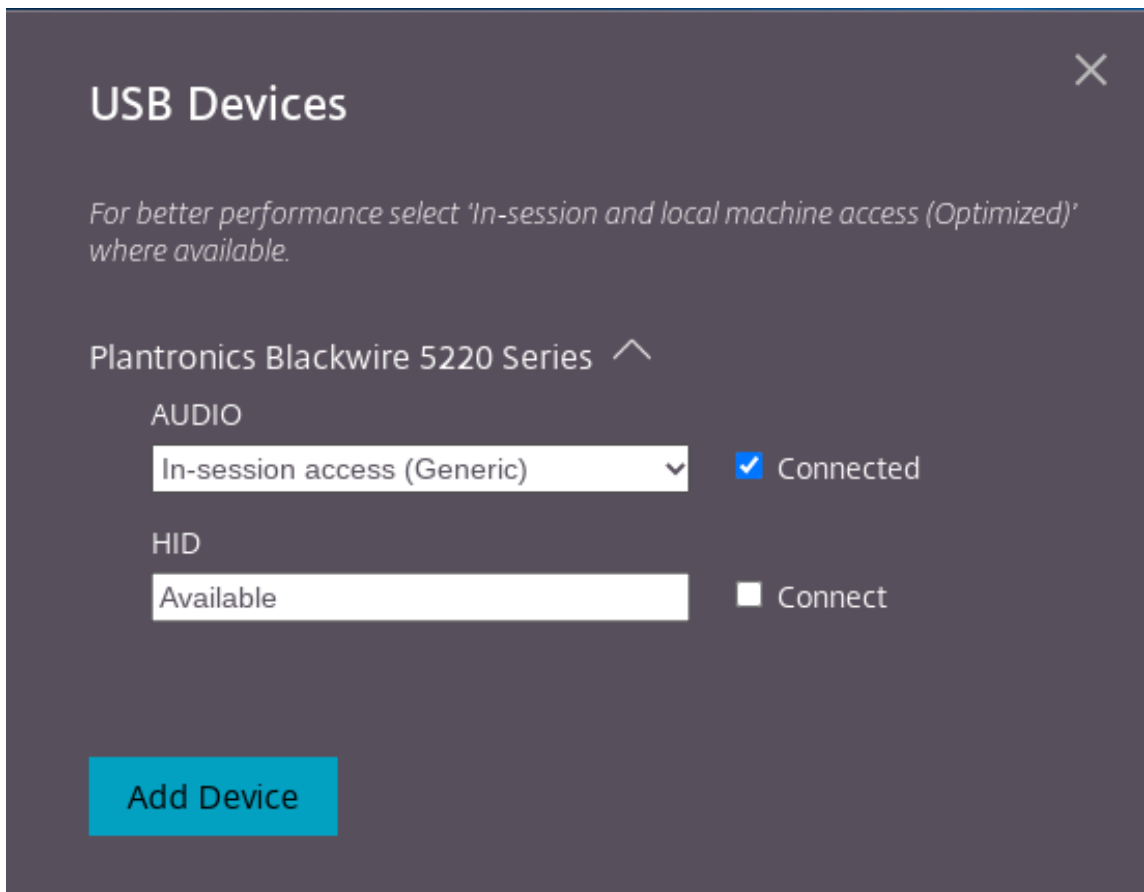 USB Devices
For better performance select 'In-session and local machine access (Optimized)'
where available.
Plantronics Blackwire 5220 Series
AUDIO
In-session access (Generic)
Connected
HID
Available
Connect
Add Device